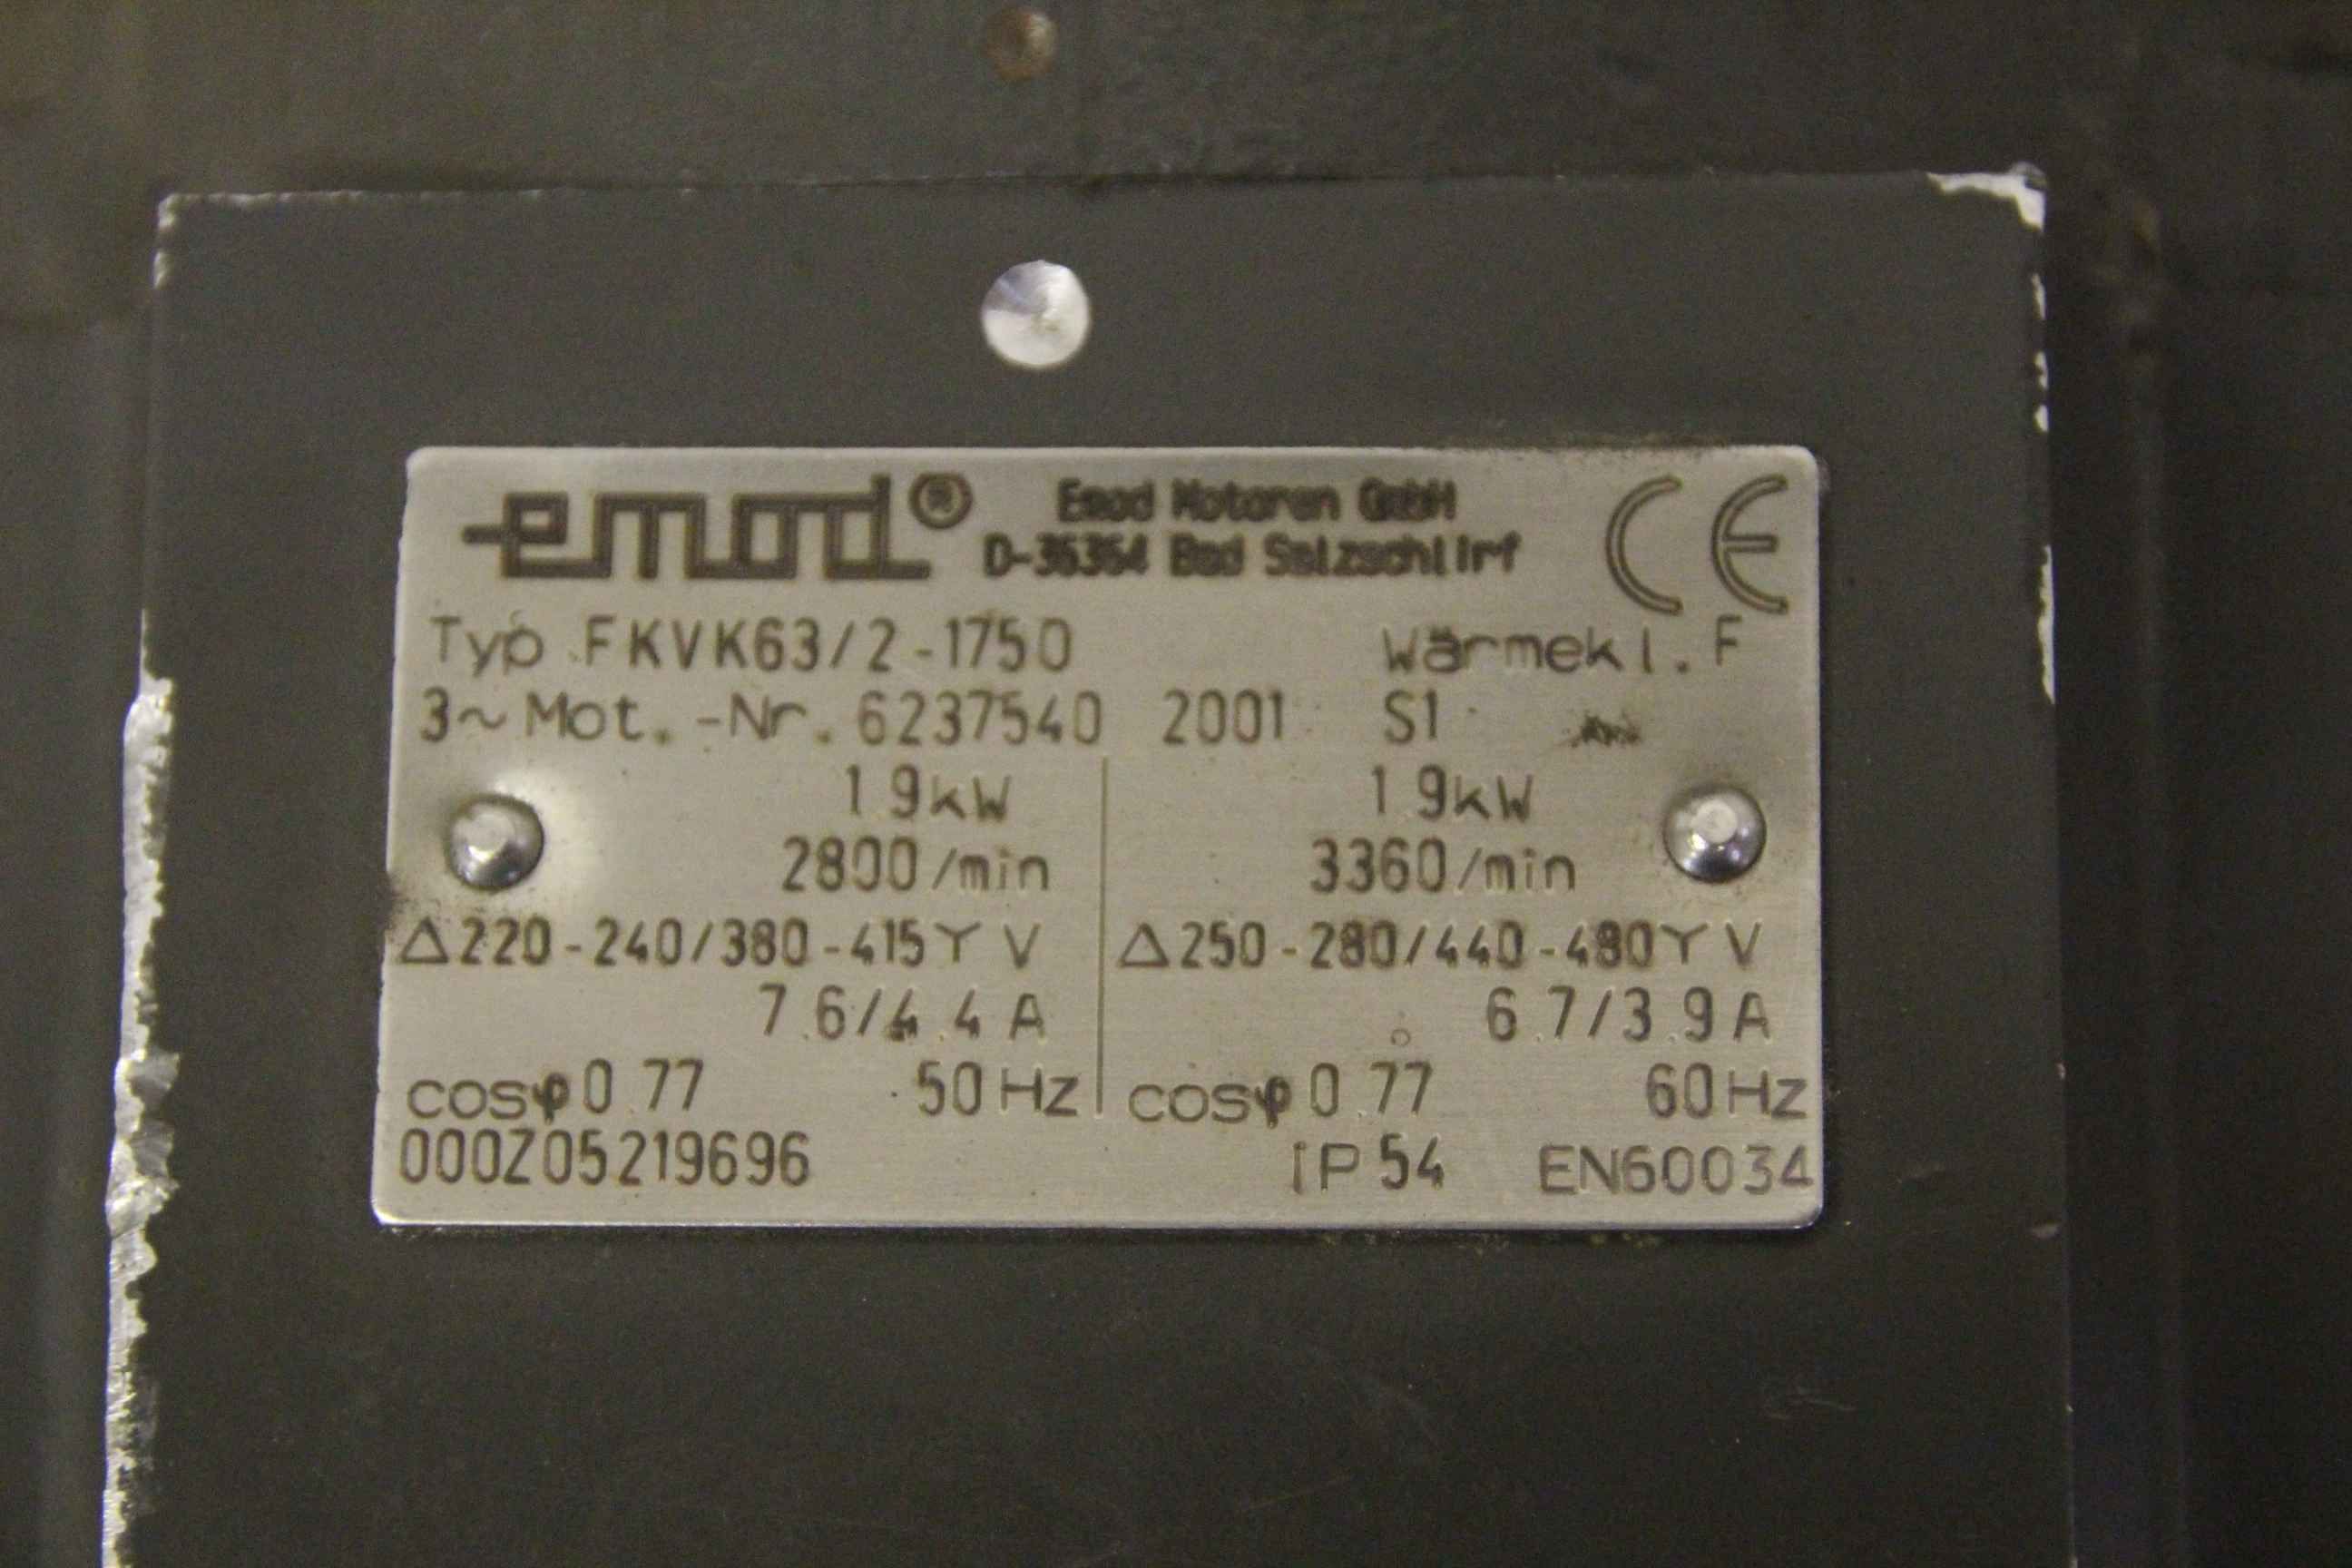 emod® Emod Motoren GmbH CE
D-36364 Bad Salzschlirf
Typ FKVK63/2-1750 Wärmekl. F
3~Mot.-Nr. 6237540 2001 S1
1.9kW 1.9kW
2800/min 3360/min
Δ220-240/380-415Y V Δ250-280/440-480Y V
7.6/4.4 A 6.7/3.9 A
cosφ 0.77 50Hz cosφ 0.77 60Hz
000Z05219696 IP 54 EN60034